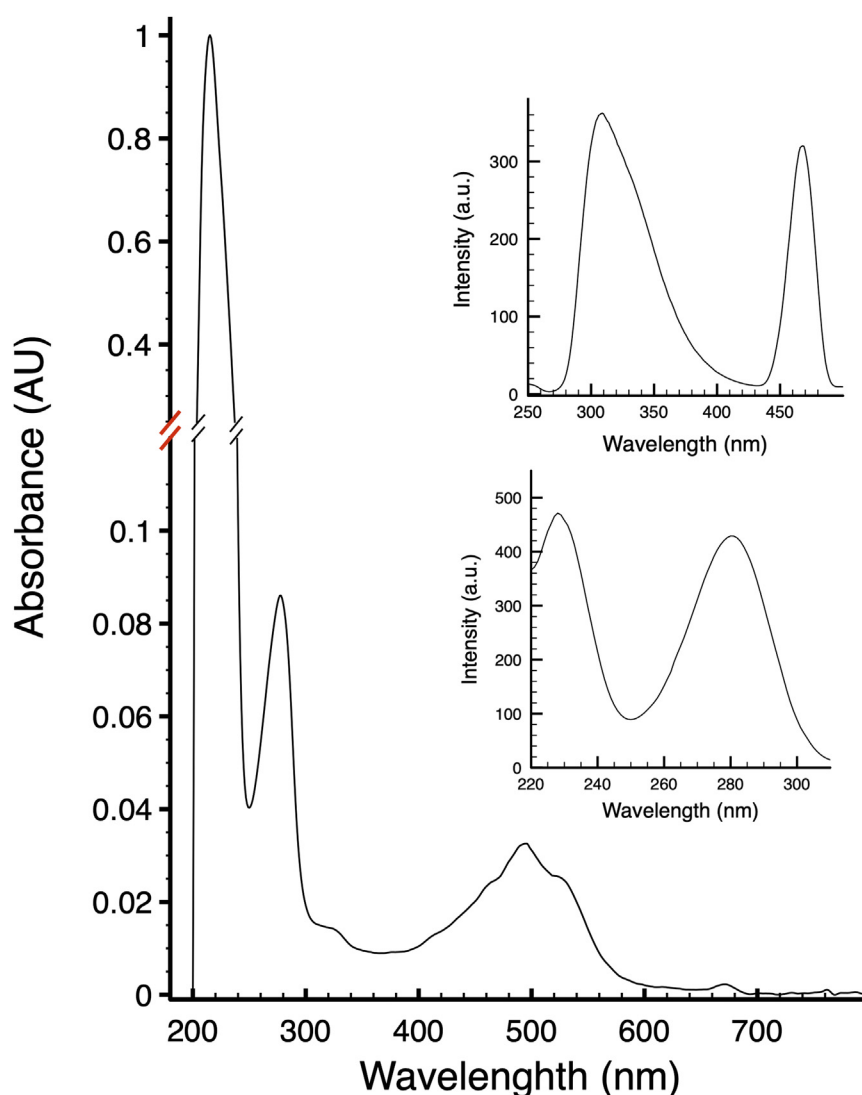 1
0.8
0.6
0.4
0.1
0.08
0.06
0.04
0.02
0
200 300 400 500 600 700
Absorbance (AU)
Wavelenghth (nm)
300
200
100
0
250 300 350 400 450
Intensity (a.u.)
Wavelength (nm)
500
400
300
200
100
0
220 240 260 280 300
Intensity (a.u.)
Wavelength (nm)